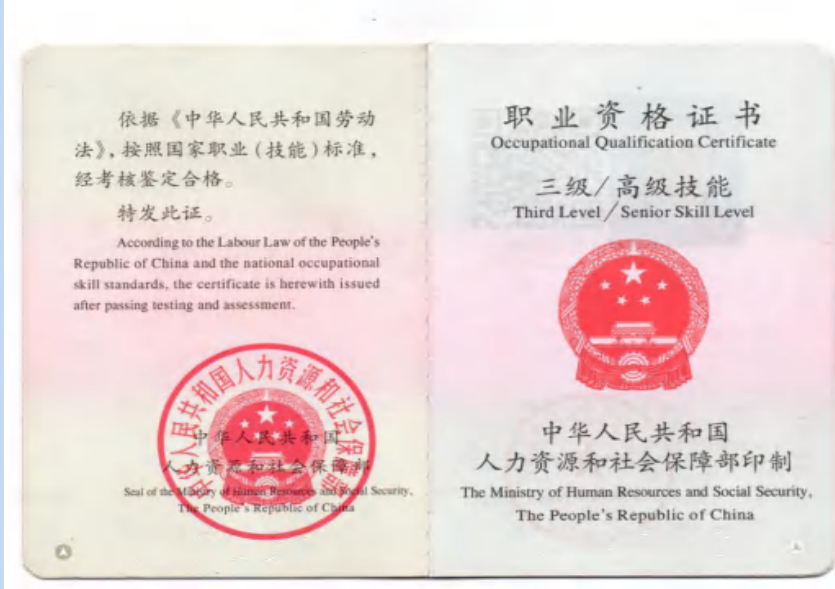 依据《中华人民共和国劳动
法》，按照国家职业（技能）标准，
经考核鉴定合格。
特发此证。
According to the Labour Law of the People's
Republic of China and the national occupational
skill standards, the certificate is herewith issued
after passing testing and assessment.
中华人民共和国人力资源和社会保障部
中华人民共和国
人力资源和社会保障部
Seal of the Ministry of Human Resources and Social Security,
The People's Republic of China
职业资格证书
Occupational Qualification Certificate
三级/高级技能
Third Level/Senior Skill Level
中华人民共和国
人力资源和社会保障部印制
The Ministry of Human Resources and Social Security,
The People's Republic of China